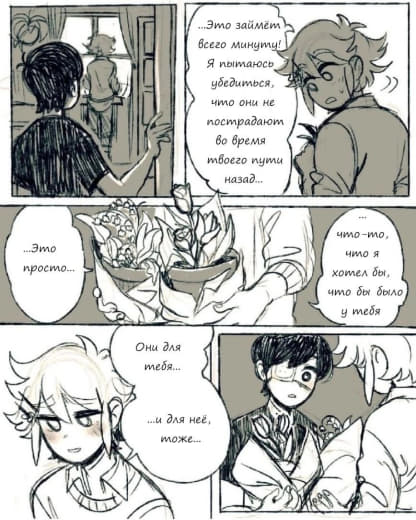 ...Это займёт
всего минуту!
Я пытаюсь
убедиться,
что они не
пострадают
во время
твоего пути
назад...
...Это
просто...
...
что-то,
что я
хотел бы,
что бы было
у тебя
Они для
тебя...
...и для неё,
тоже...